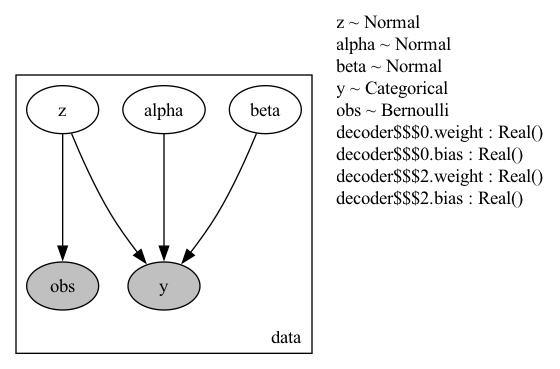 z ~ Normal
alpha ~ Normal
beta ~ Normal
y ~ Categorical
obs ~ Bernoulli
decoder$$$0.weight : Real()
decoder$$$0.bias : Real()
decoder$$$2.weight : Real()
decoder$$$2.bias : Real()
z alpha beta
obs y
data